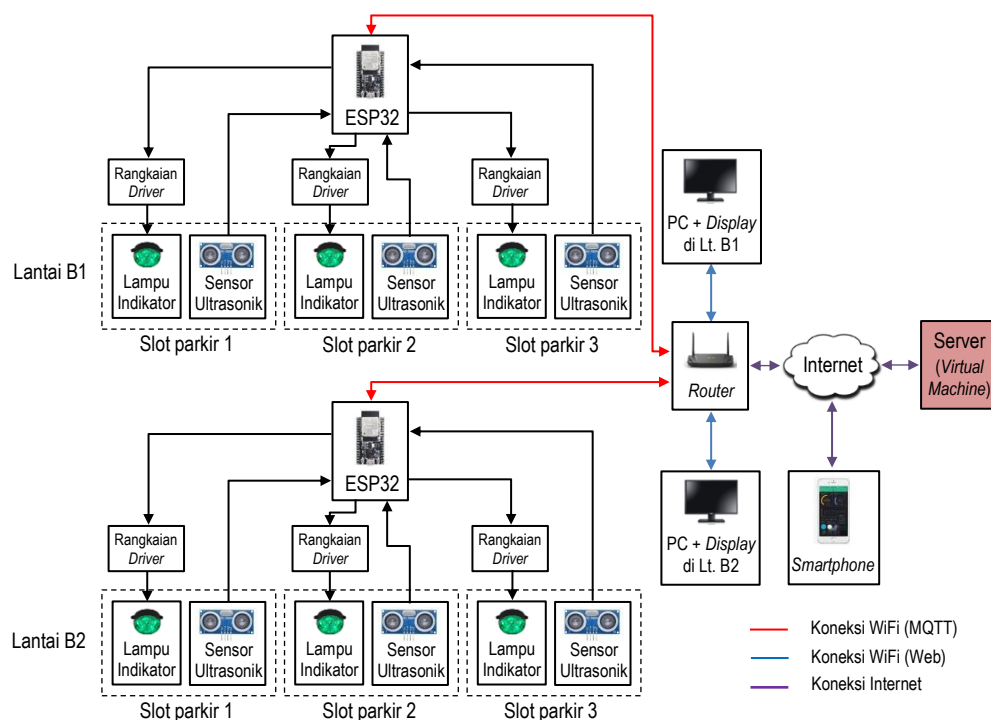 ESP32
Rangkaian
Driver
Rangkaian
Driver
Rangkaian
Driver
Lantai B1
Lampu
Indikator
Sensor
Ultrasonik
Lampu
Indikator
Sensor
Ultrasonik
Lampu
Indikator
Sensor
Ultrasonik
Slot parkir 1
Slot parkir 2
Slot parkir 3
ESP32
Rangkaian
Driver
Rangkaian
Driver
Rangkaian
Driver
Lantai B2
Lampu
Indikator
Sensor
Ultrasonik
Lampu
Indikator
Sensor
Ultrasonik
Lampu
Indikator
Sensor
Ultrasonik
Slot parkir 1
Slot parkir 2
Slot parkir 3
PC + Display
di Lt. B1
Router
Internet
Server
(Virtual
Machine)
PC + Display
di Lt. B2
Smartphone
Koneksi WiFi (MQTT)
Koneksi WiFi (Web)
Koneksi Internet